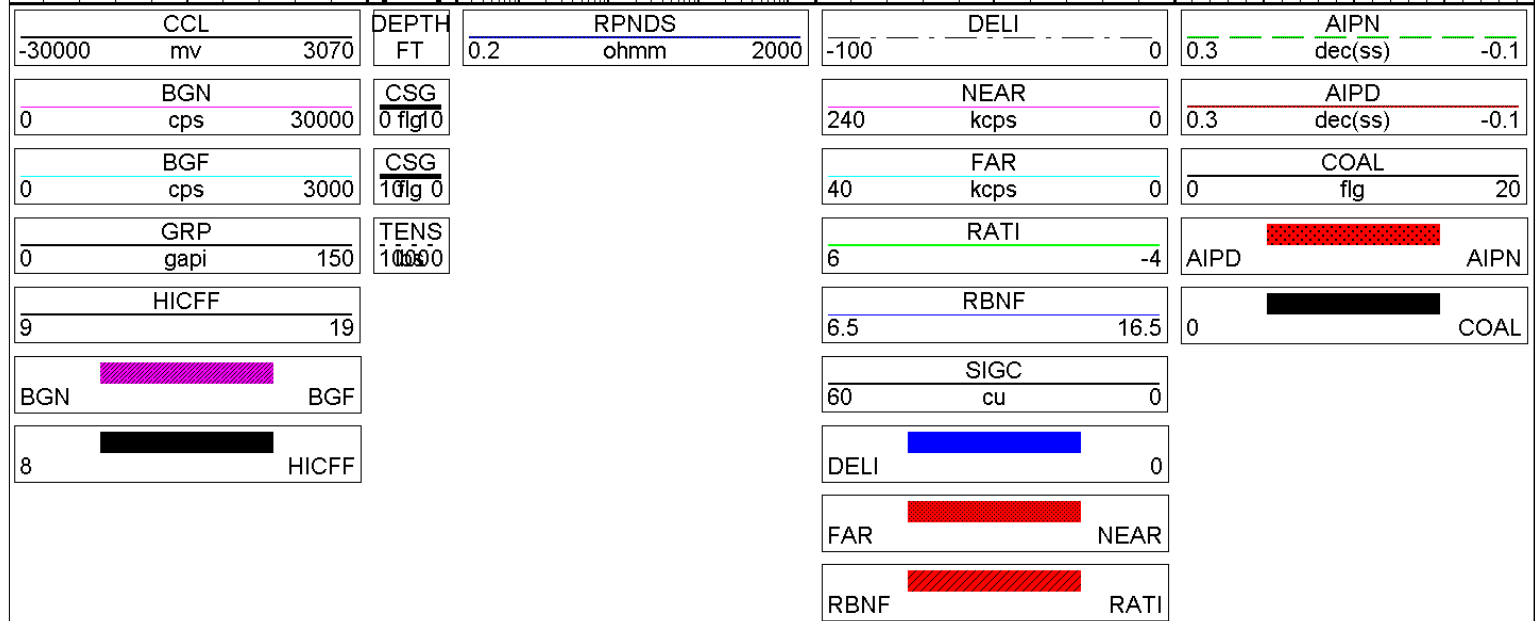 CCL
-30000 mv 3070
BGN
0 cps 30000
BGF
0 cps 3000
GRP
0 gapi 150
HICFF
9 19
BGN BGF
8 HICFF
DEPTH
FT
CSG
0 flg 10
CSG
10 flg 0
TENS
10000 lbs 0
RPNDS
0.2 ohmm 2000
DELI
-100 0
NEAR
240 kcps 0
FAR
40 kcps 0
RATI
6 -4
RBNF
6.5 16.5
SIGC
60 cu 0
DELI 0
FAR NEAR
RBNF RATI
AIPN
0.3 dec(ss) -0.1
AIPD
0.3 dec(ss) -0.1
COAL
0 flg 20
AIPD AIPN
0 COAL